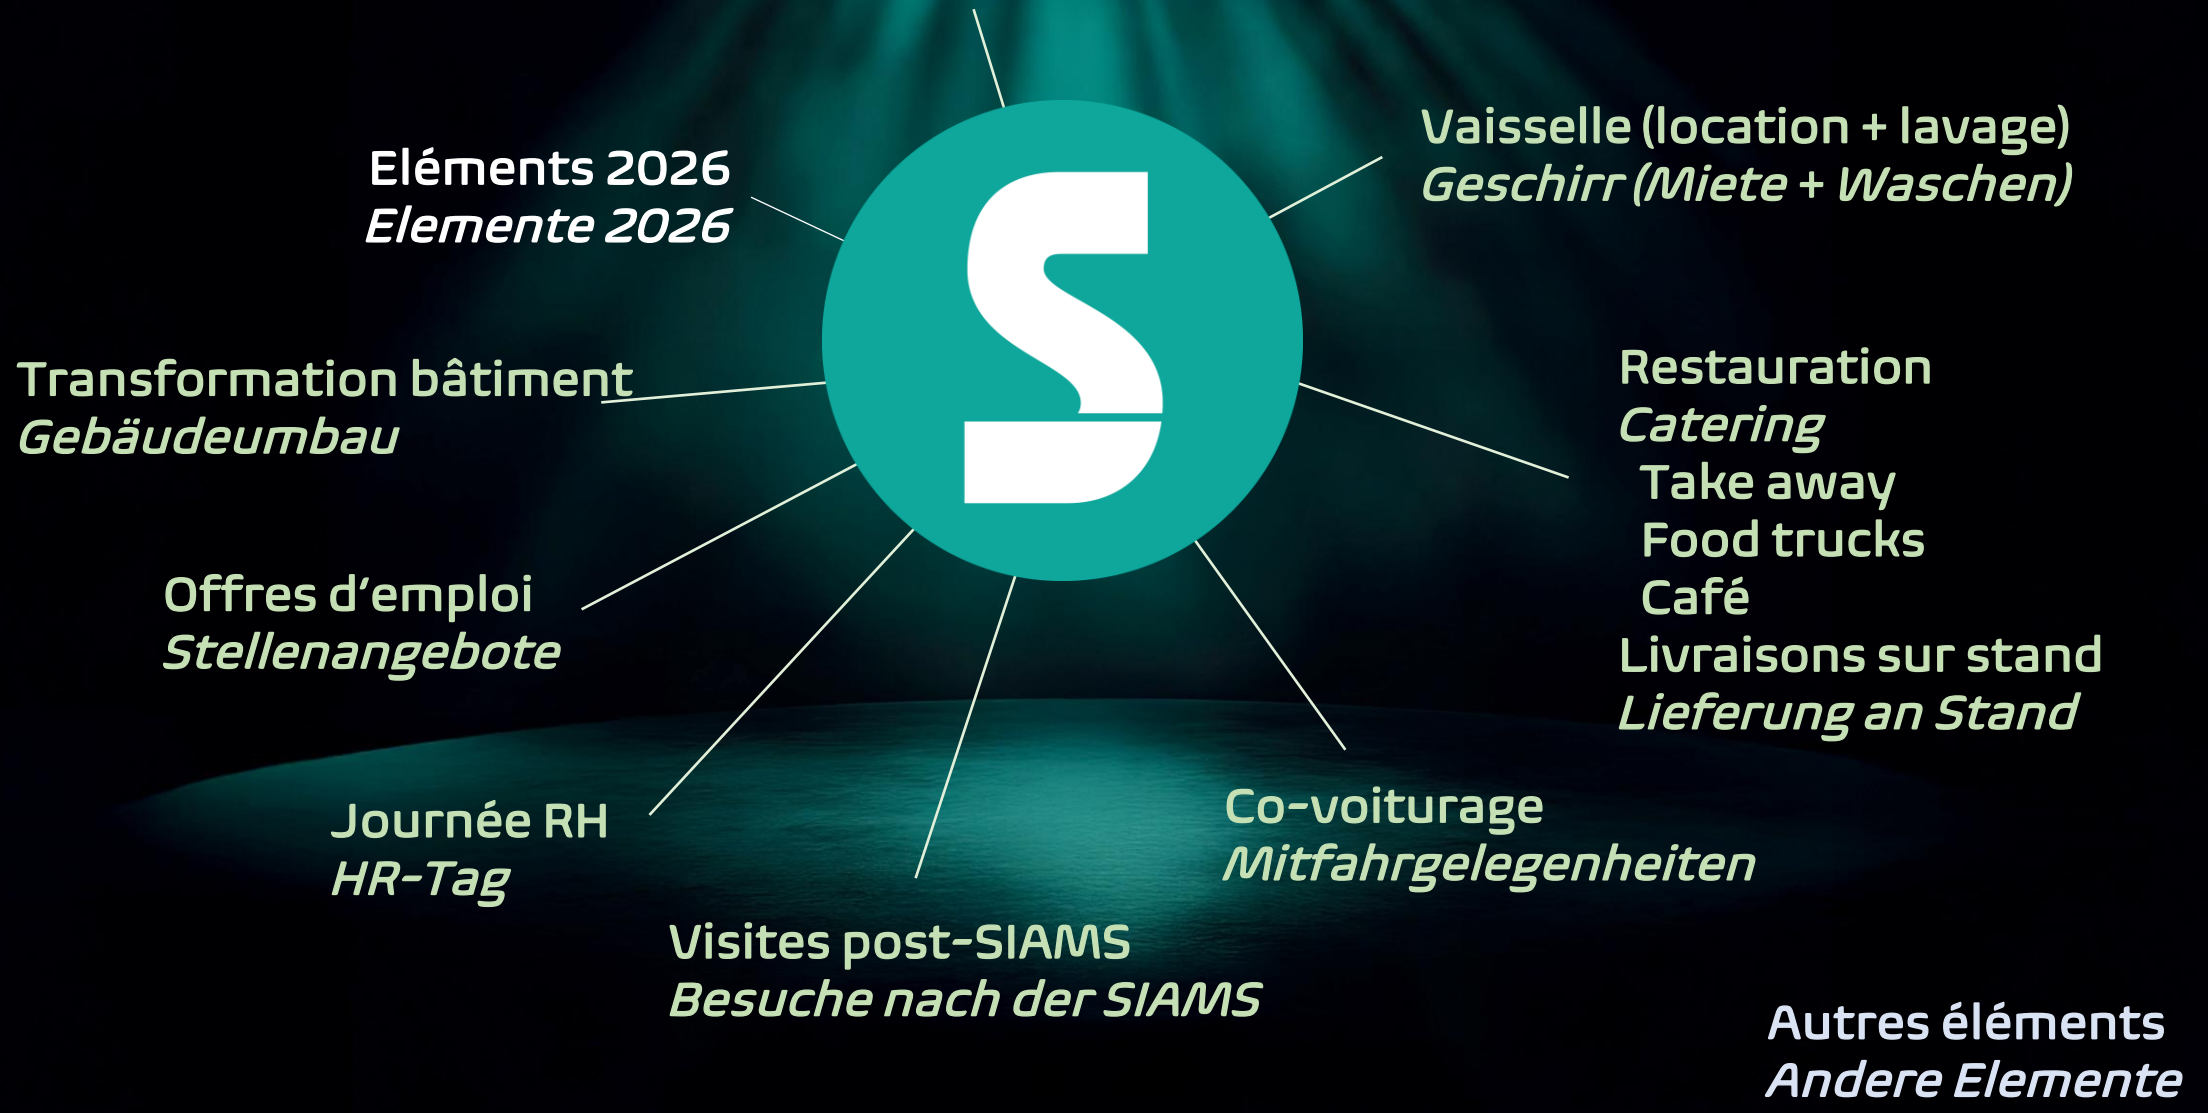 Eléments 2026
Elemente 2026
Vaisselle (location + lavage)
Geschirr (Miete + Waschen)
S
Transformation bâtiment
Gebäudeumbau
Restauration
Catering
Take away
Food trucks
Café
Livraisons sur stand
Lieferung an Stand
Offres d’emploi
Stellenangebote
Journée RH
HR-Tag
Co-voiturage
Mitfahrgelegenheiten
Visites post-SIAMS
Besuche nach der SIAMS
Autres éléments
Andere Elemente